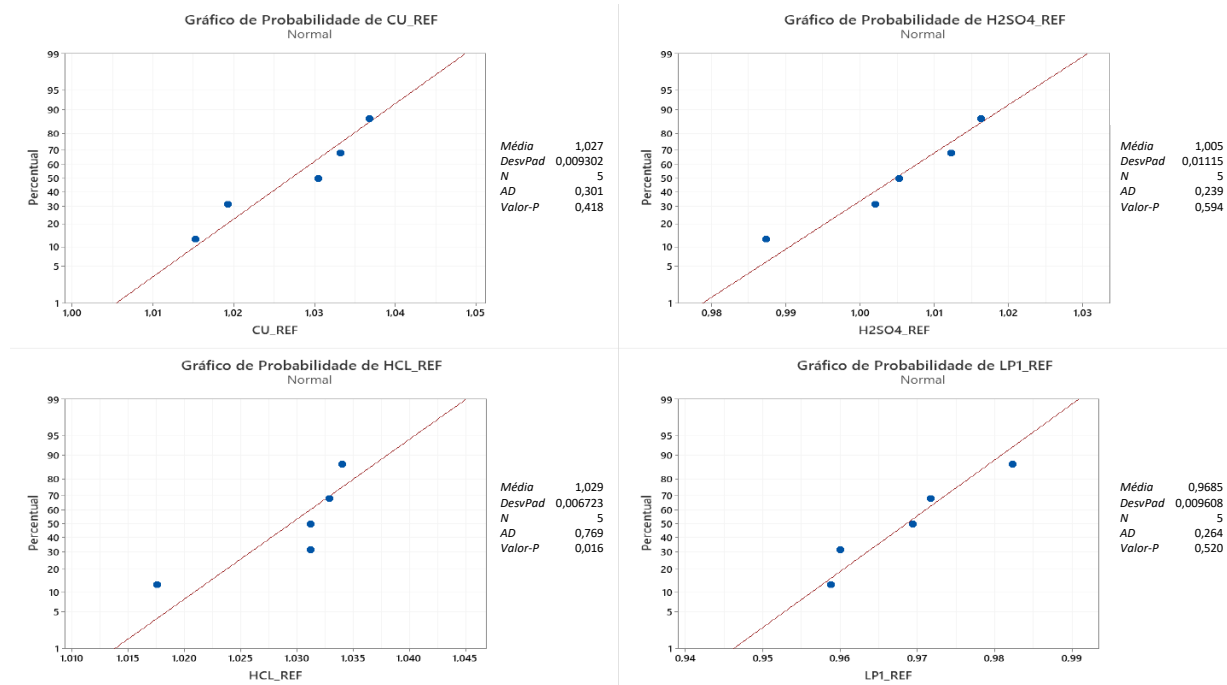 Gráfico de Probabilidade de CU_REF
Normal
99
95
90
80
70
60
50
40
30
20
10
5
1
Percentual
1,00 1,01 1,02 1,03 1,04 1,05
CU_REF
Média 1,027
DesvPad 0,009302
N 5
AD 0,301
Valor-P 0,418
Gráfico de Probabilidade de H2SO4_REF
Normal
99
95
90
80
70
60
50
40
30
20
10
5
1
Percentual
0,98 0,99 1,00 1,01 1,02 1,03
H2SO4_REF
Média 1,005
DesvPad 0,01115
N 5
AD 0,239
Valor-P 0,594
Gráfico de Probabilidade de HCL_REF
Normal
99
95
90
80
70
60
50
40
30
20
10
5
1
Percentual
1,010 1,015 1,020 1,025 1,030 1,035 1,040 1,045
HCL_REF
Média 1,029
DesvPad 0,006723
N 5
AD 0,769
Valor-P 0,016
Gráfico de Probabilidade de LP1_REF
Normal
99
95
90
80
70
60
50
40
30
20
10
5
1
Percentual
0,94 0,95 0,96 0,97 0,98 0,99
LP1_REF
Média 0,9685
DesvPad 0,009608
N 5
AD 0,264
Valor-P 0,520